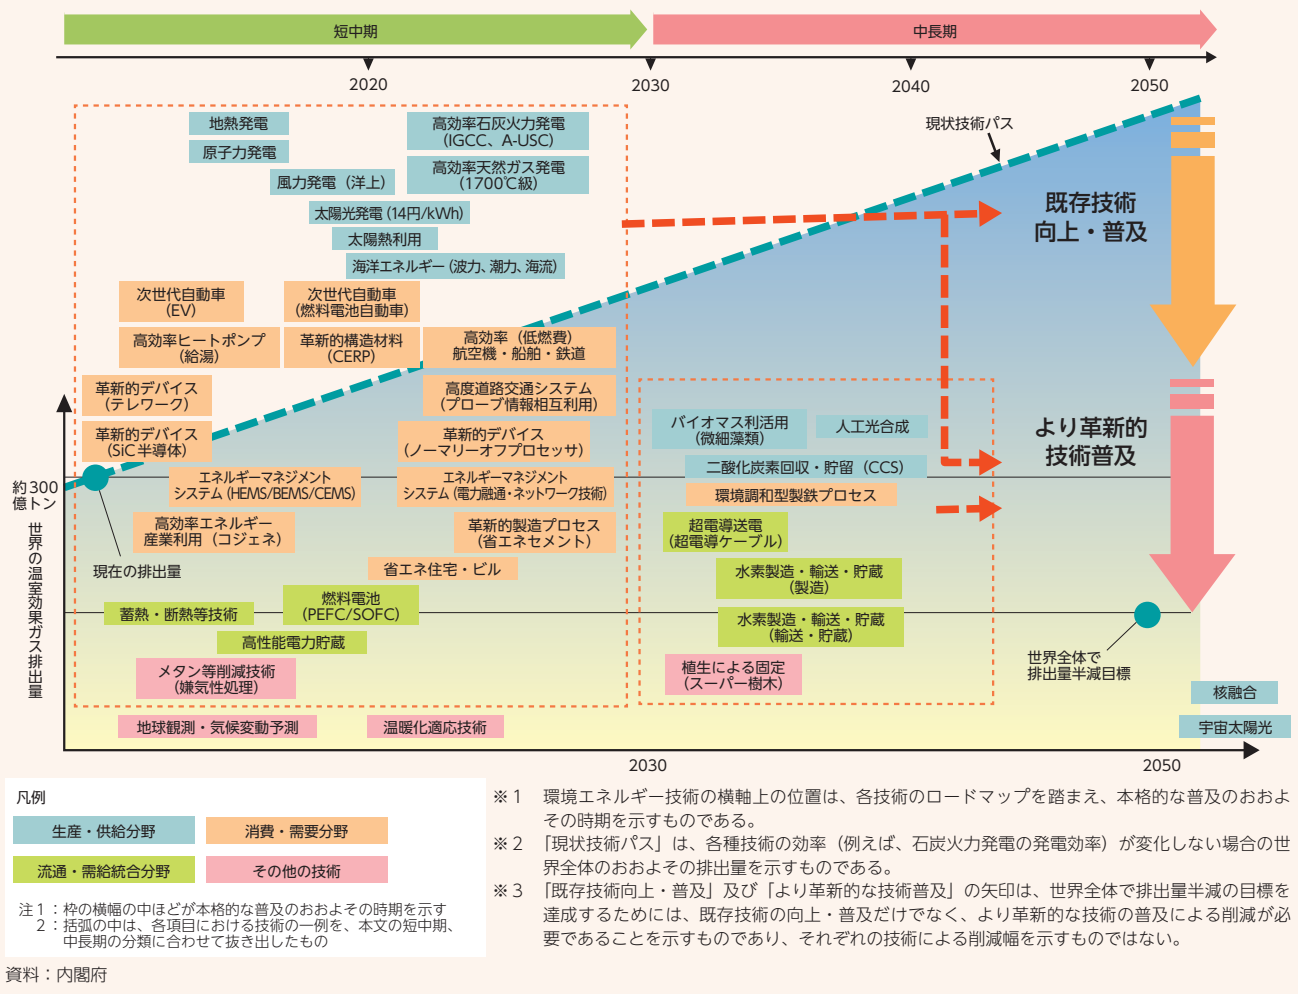 短中期
中長期
2020
2030
2040
2050
地熱発電
原子力発電
風力発電（洋上）
太陽光発電（14円/kWh）
太陽熱利用
海洋エネルギー（波力、潮力、海流）
高効率石灰火力発電
（IGCC、A-USC）
高効率天然ガス発電
（1700℃級）
現状技術パス
既存技術
向上・普及
次世代自動車
（EV）
次世代自動車
（燃料電池自動車）
高効率ヒートポンプ
（給湯）
革新的構造材料
（CERP）
高効率（低燃費）
航空機・船舶・鉄道
革新的デバイス
（テレワーク）
高度道路交通システム
（プローブ情報相互利用）
革新的デバイス
（SiC半導体）
革新的デバイス
（ノーマリーオフプロセッサ）
エネルギーマネジメント
システム（HEMS/BEMS/CEMS）
エネルギーマネジメント
システム（電力融通・ネットワーク技術）
高効率エネルギー
産業利用（コジェネ）
革新的製造プロセス
（省エネセメント）
省エネ住宅・ビル
現在の排出量
蓄熱・断熱等技術
燃料電池
（PEFC/SOFC）
高性能電力貯蔵
メタン等削減技術
（嫌気性処理）
地球観測・気候変動予測
温暖化適応技術
バイオマス利活用
（微細藻類）
人工光合成
二酸化炭素回収・貯留（CCS）
環境調和型製鉄プロセス
超電導送電
（超電導ケーブル）
水素製造・輸送・貯蔵
（製造）
水素製造・輸送・貯蔵
（輸送・貯蔵）
植生による固定
（スーパー樹木）
より革新的
技術普及
世界全体で
排出量半減目標
核融合
宇宙太陽光
約300
億トン
世界の温室効果ガス排出量
2030
2050
凡例
生産・供給分野
消費・需要分野
流通・需給統合分野
その他の技術
注1：枠の横幅の中ほどが本格的な普及のおおよその時期を示す
2：括弧の中は、各項目における技術の一例を、本文の短中期、
中長期の分類に合わせて抜き出したもの
※1 環境エネルギー技術の横軸上の位置は、各技術のロードマップを踏まえ、本格的な普及のおおよ
その時期を示すものである。
※2 「現状技術パス」は、各種技術の効率（例えば、石炭火力発電の発電効率）が変化しない場合の世
界全体のおおよその排出量を示すものである。
※3 「既存技術向上・普及」及び「より革新的な技術普及」の矢印は、世界全体で排出量半減の目標を
達成するためには、既存技術の向上・普及だけでなく、より革新的な技術の普及による削減が必
要であることを示すものであり、それぞれの技術による削減幅を示すものではない。
資料：内閣府